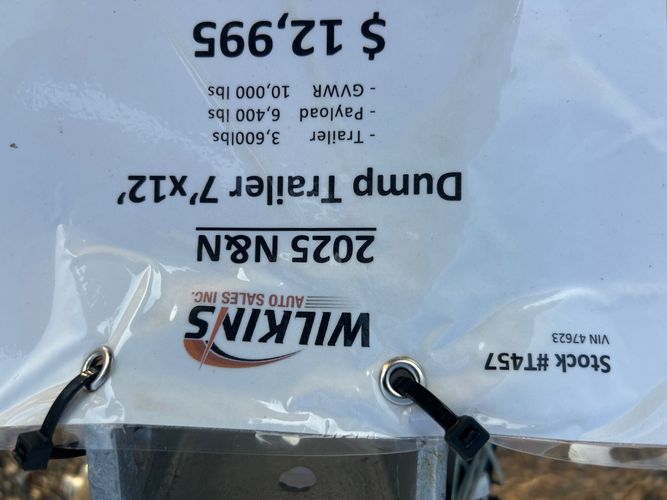 Stock #T457
VIN 47623
WILKINS
AUTO SALES INC.
2025 N&N
Dump Trailer 7'x12'
- Trailer 3,600lbs
- Payload 6,400 lbs
- GVWR 10,000 lbs
$ 12,995